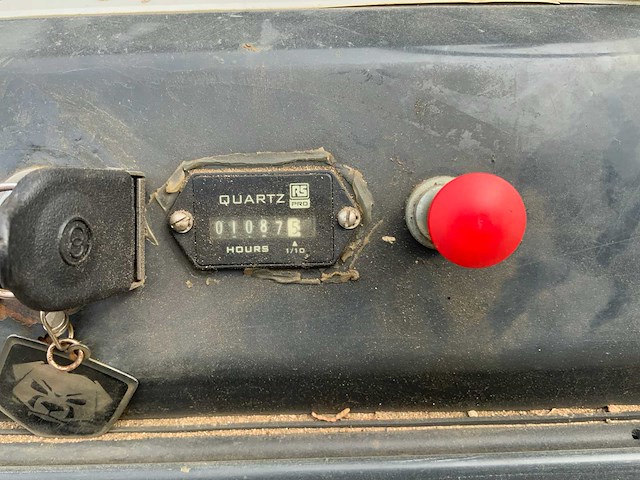 QUARTZ RS
PRO
01087
HOURS 1/10